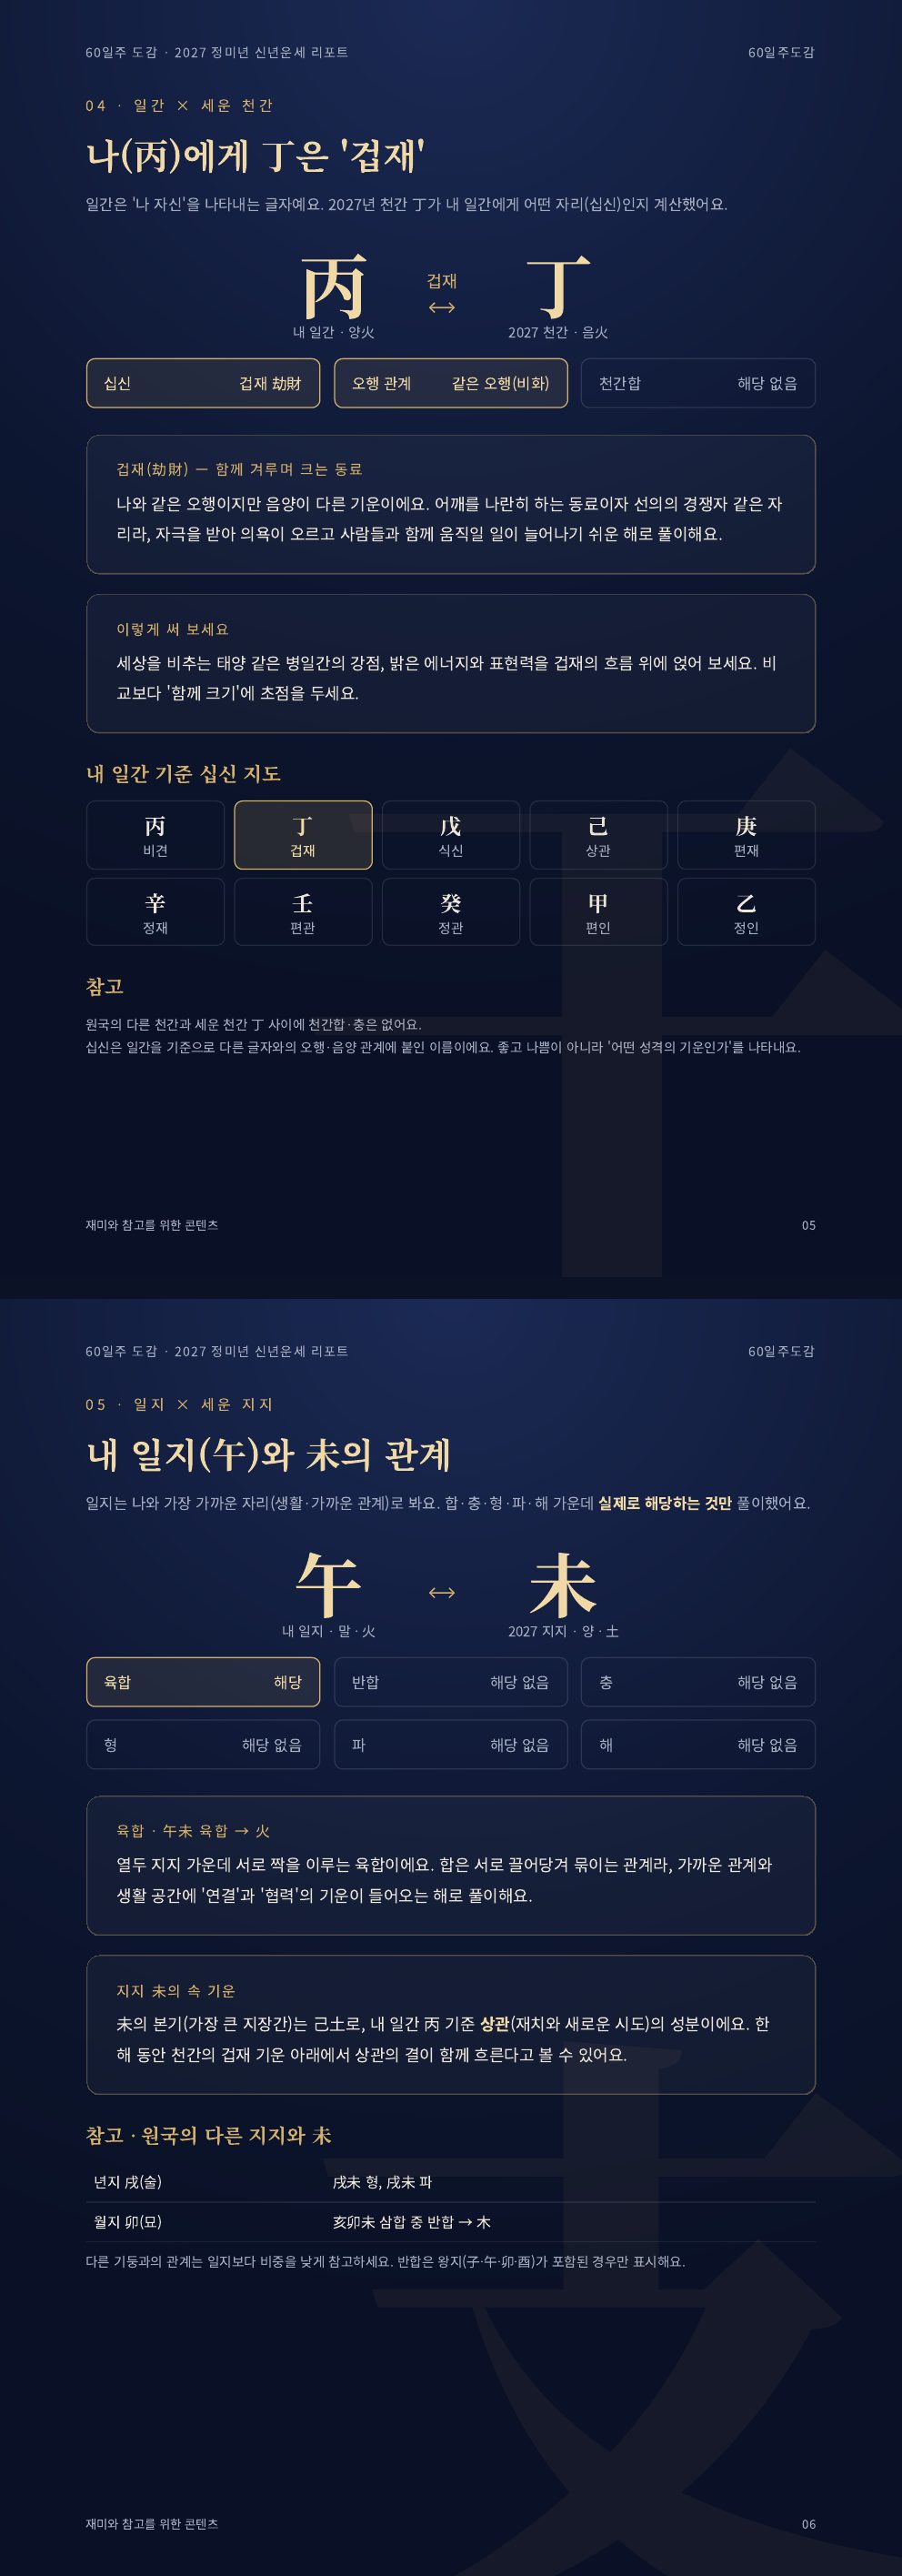 60일주 도감 · 2027 정미년 신년운세 리포트
60일주도감
04 · 일간 × 세운 천간
나(丙)에게 丁은 '겁재'
일간은 '나 자신'을 나타내는 글자예요. 2027년 천간 丁가 내 일간에게 어떤 자리(십신)인지 계산했어요.
丙 겁재 ↔ 丁
내 일간 · 양火
2027 천간 · 음火
십신 겁재 劫財
오행 관계 같은 오행(비화)
천간합 해당 없음
겁재(劫財) — 함께 겨루며 크는 동료
나와 같은 오행이지만 음양이 다른 기운이에요. 어깨를 나란히 하는 동료이자 선의의 경쟁자 같은 자
리라, 자극을 받아 의욕이 오르고 사람들과 함께 움직일 일이 늘어나기 쉬운 해로 풀이해요.
이렇게 써 보세요
세상을 비추는 태양 같은 병일간의 강점, 밝은 에너지와 표현력을 겁재의 흐름 위에 얹어 보세요. 비
교보다 '함께 크기'에 초점을 두세요.
내 일간 기준 십신 지도
丙 丁 戊 己 庚
비견 겁재 식신 상관 편재
辛 壬 癸 甲 乙
정재 편관 정관 편인 정인
참고
원국의 다른 천간과 세운 천간 丁 사이에 천간합·충은 없어요.
십신은 일간을 기준으로 다른 글자와의 오행·음양 관계에 붙인 이름이에요. 좋고 나쁨이 아니라 '어떤 성격의 기운인가'를 나타내요.
재미와 참고를 위한 콘텐츠
05
60일주 도감 · 2027 정미년 신년운세 리포트
60일주도감
05 · 일지 × 세운 지지
내 일지(午)와 未의 관계
일지는 나와 가장 가까운 자리(생활·가까운 관계)로 봐요. 합·충·형·파·해 가운데 실제로 해당하는 것만 풀이했어요.
午 ↔ 未
내 일지 · 말 · 火
2027 지지 · 양 · 土
육합 해당
반합 해당 없음
충 해당 없음
형 해당 없음
파 해당 없음
해 해당 없음
육합 · 午未 육합 → 火
열두 지지 가운데 서로 짝을 이루는 육합이에요. 합은 서로 끌어당겨 묶이는 관계라, 가까운 관계와
생활 공간에 '연결'과 '협력'의 기운이 들어오는 해로 풀이해요.
지지 未의 속 기운
未의 본기(가장 큰 지장간)는 己土로, 내 일간 丙 기준 상관(재치와 새로운 시도)의 성분이에요. 한
해 동안 천간의 겁재 기운 아래에서 상관의 결이 함께 흐른다고 볼 수 있어요.
참고 · 원국의 다른 지지와 未
년지 戌(술) 戌未 형, 戌未 파
월지 卯(묘) 亥卯未 삼합 중 반합 → 木
다른 기둥과의 관계는 일지보다 비중을 낮게 참고하세요. 반합은 왕지(子·午·卯·酉)가 포함된 경우만 표시해요.
재미와 참고를 위한 콘텐츠
06